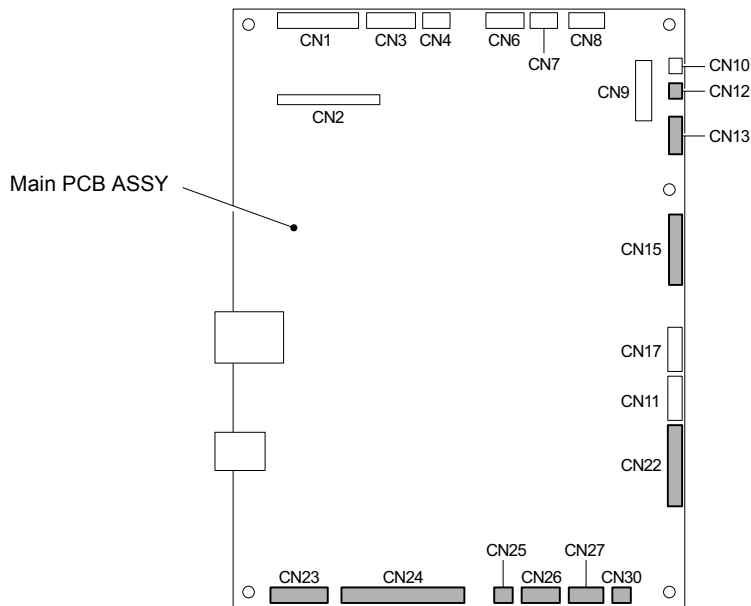 CN1 CN3 CN4 CN6 CN8
CN7
CN10
CN9
CN12
CN2
CN13
Main PCB ASSY
CN15
CN17
CN11
CN22
CN25 CN27
CN23 CN24 CN26 CN30